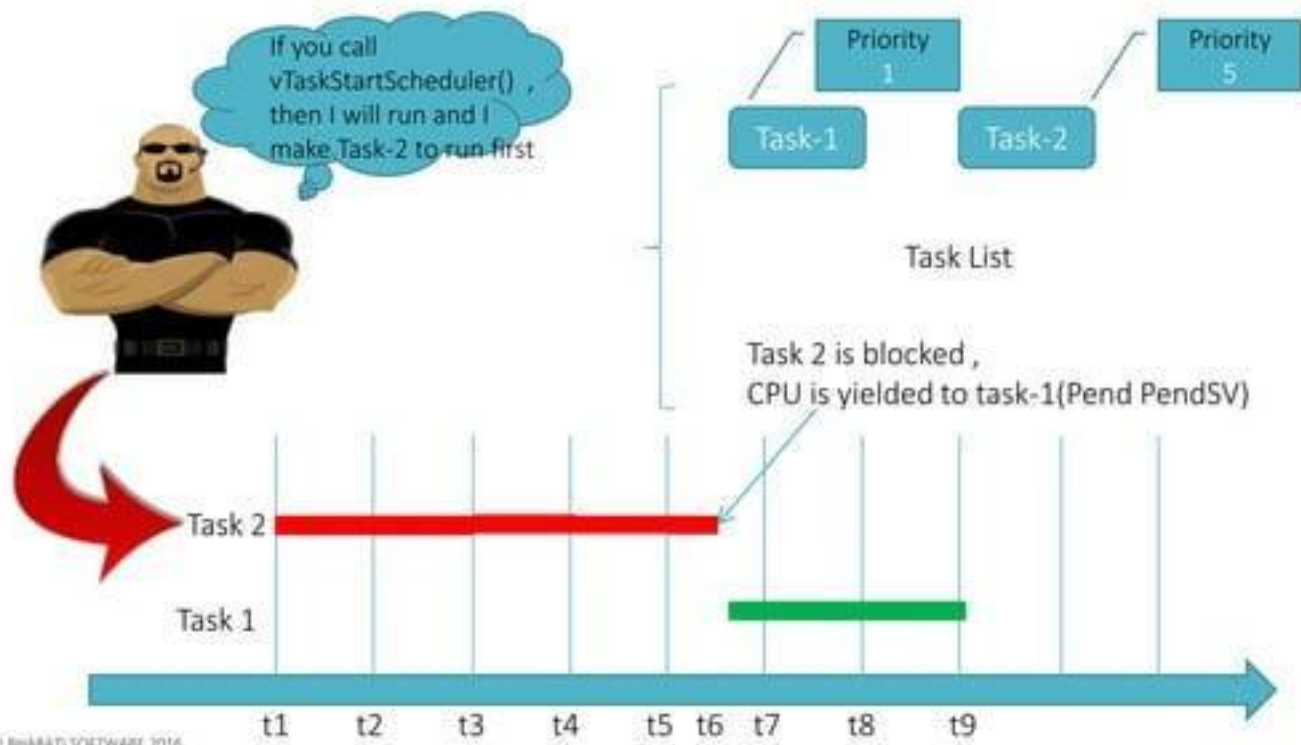 If you call
vTaskStartScheduler() ,
then I will run and I
make Task-2 to run first
Priority
1
Priority
5
Task-1
Task-2
Task List
Task 2 is blocked ,
CPU is yielded to task-1(Pend PendSV)
Task 2
Task 1
t1 t2 t3 t4 t5 t6 t7 t8 t9
SOFTWARE 2016